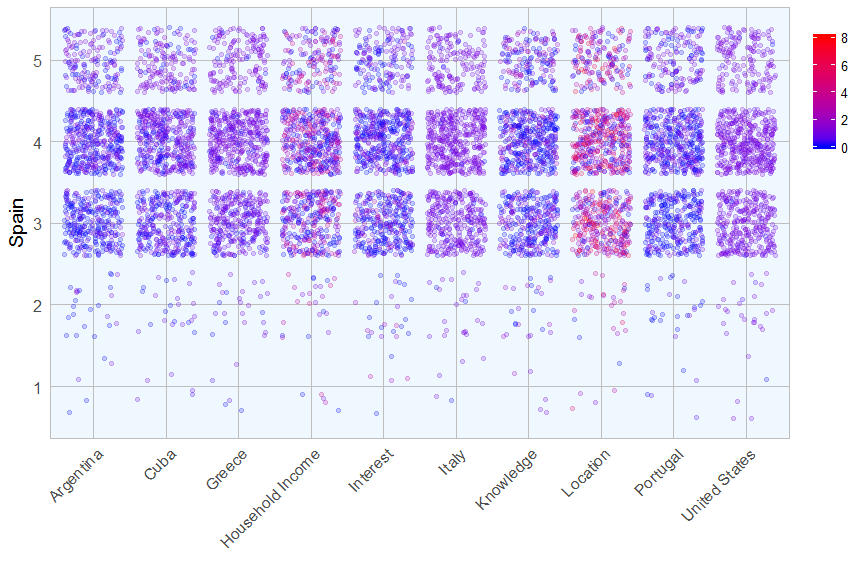 Spain
5
4
3
2
1
Argentina
Cuba
Greece
Household Income
Interest
Italy
Knowledge
Location
Portugal
United States
8
6
4
2
0